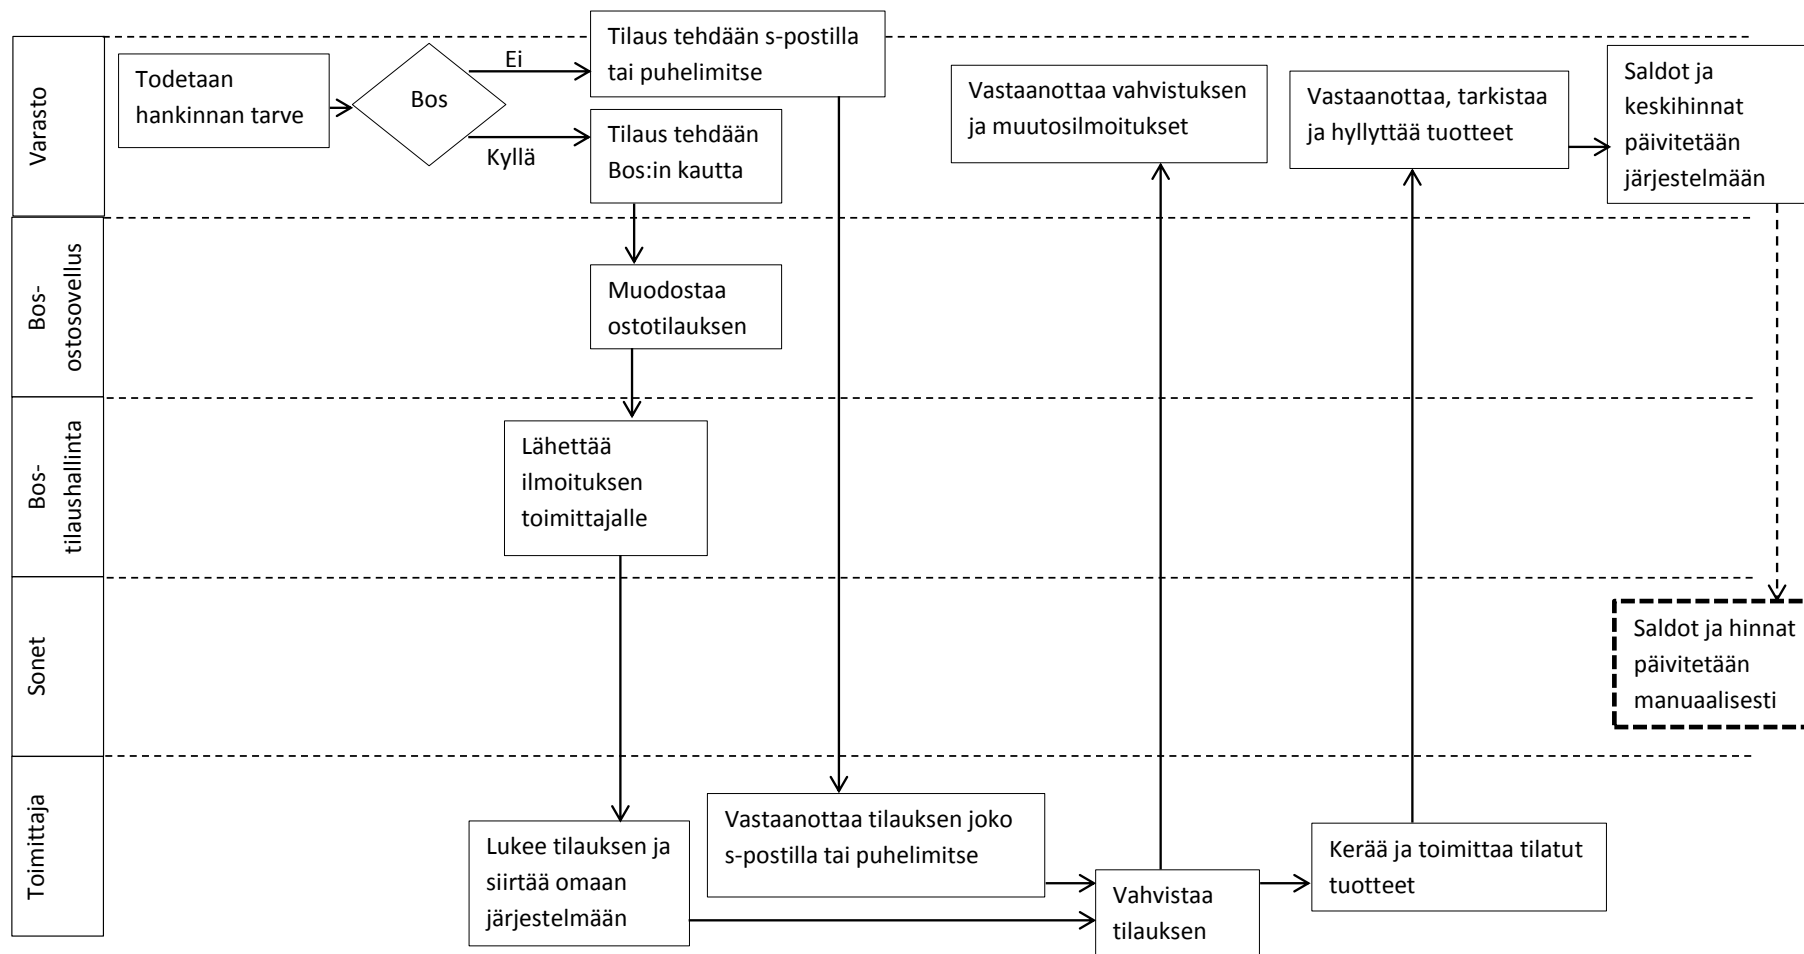 Varasto
Todetaan
hankinnan tarve
Bos
Ei
Kyllä
Tilaus tehdään s-postilla
tai puhelimitse
Tilaus tehdään
Bos:in kautta
Vastaanottaa vahvistuksen
ja muutosilmoitukset
Vastaanottaa, tarkistaa
ja hyllyttää tuotteet
Saldot ja
keskihinnat
päivitetään
järjestelmään
Bos-
ostosovellus
Muodostaa
ostotilauksen
Bos-
tilaushallinta
Lähettää
ilmoituksen
toimittajalle
Sonet
Saldot ja hinnat
päivitetään
manuaalisesti
Toimittaja
Lukee tilauksen ja
siirtää omaan
järjestelmään
Vastaanottaa tilauksen joko
s-postilla tai puhelimitse
Vahvistaa
tilauksen
Kerää ja toimittaa tilatut
tuotteet